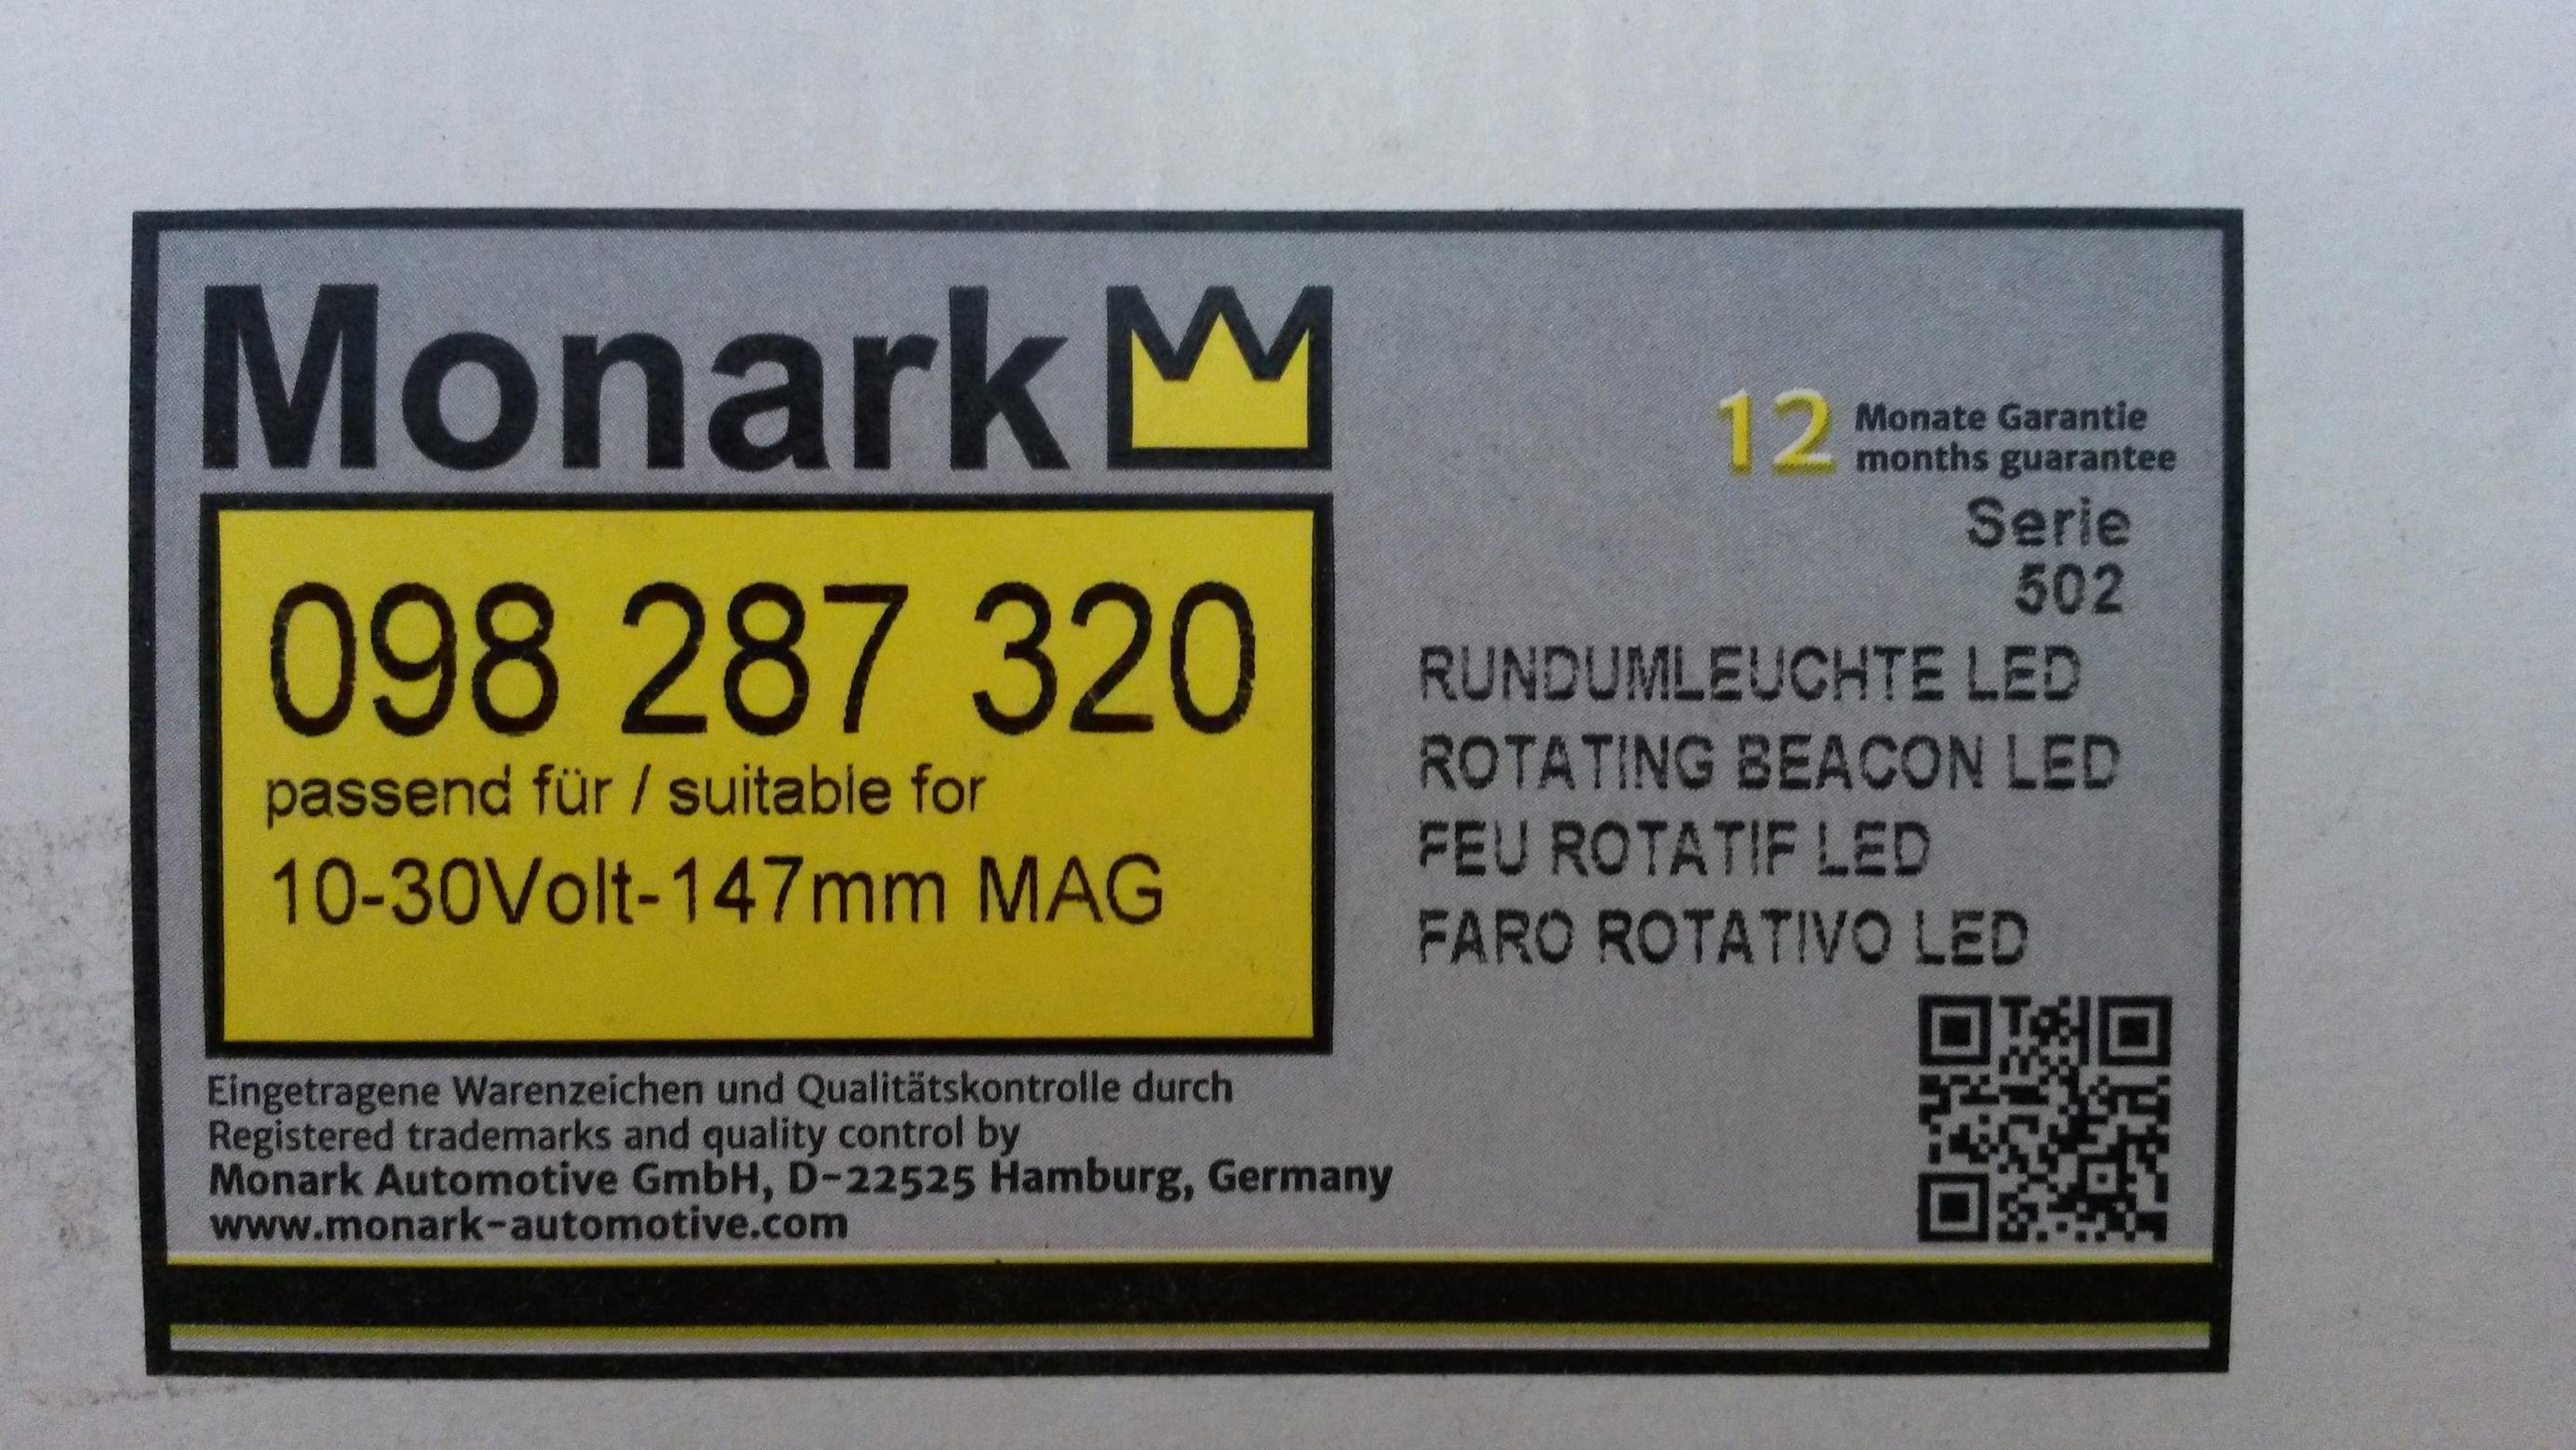 Monark
12 Monate Garantie
months guarantee
Serie
502
098 287 320
passend für / suitable for
10-30Volt-147mm MAG
RUNDUMLEUCHTE LED
ROTATING BEACON LED
FEU ROTATIF LED
FARO ROTATIVO LED
Eingetragene Warenzeichen und Qualitätskontrolle durch
Registered trademarks and quality control by
Monark Automotive GmbH, D-22525 Hamburg, Germany
www.monark-automotive.com